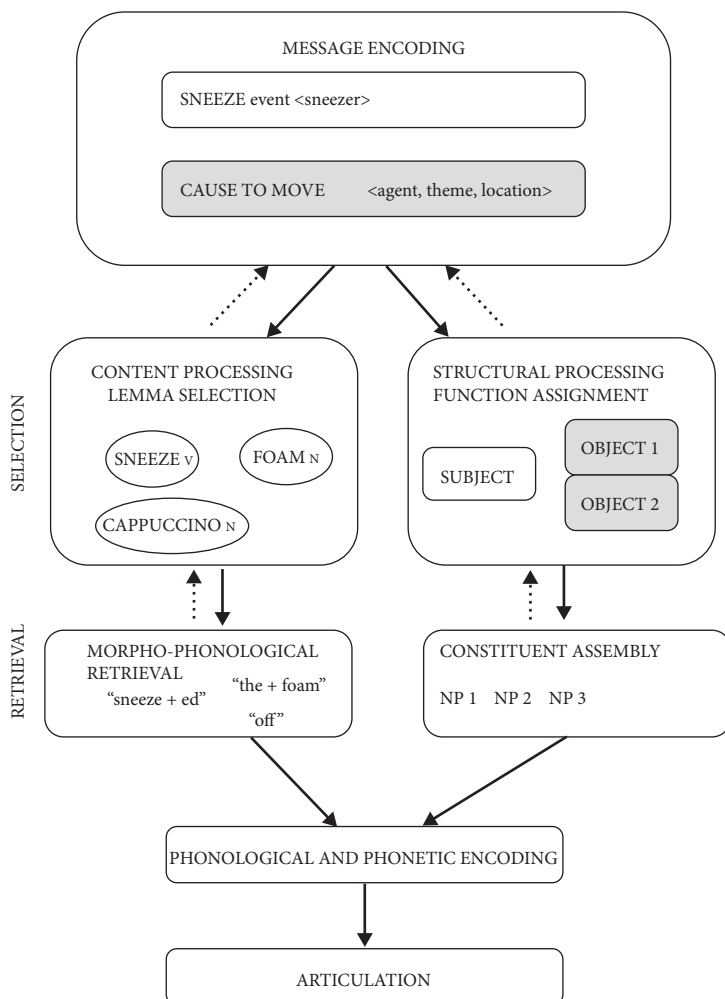 MESSAGE ENCODING
SNEEZE event <sneezer>
CAUSE TO MOVE <agent, theme, location>
SELECTION
CONTENT PROCESSING
LEMMA SELECTION
SNEEZE V
FOAM N
CAPPUCCINO N
STRUCTURAL PROCESSING
FUNCTION ASSIGNMENT
SUBJECT
OBJECT 1
OBJECT 2
RETRIEVAL
MORPHO-PHONOLOGICAL
RETRIEVAL
“sneeze + ed”
“the + foam”
“off”
CONSTITUENT ASSEMBLY
NP 1 NP 2 NP 3
PHONOLOGICAL AND PHONETIC ENCODING
ARTICULATION